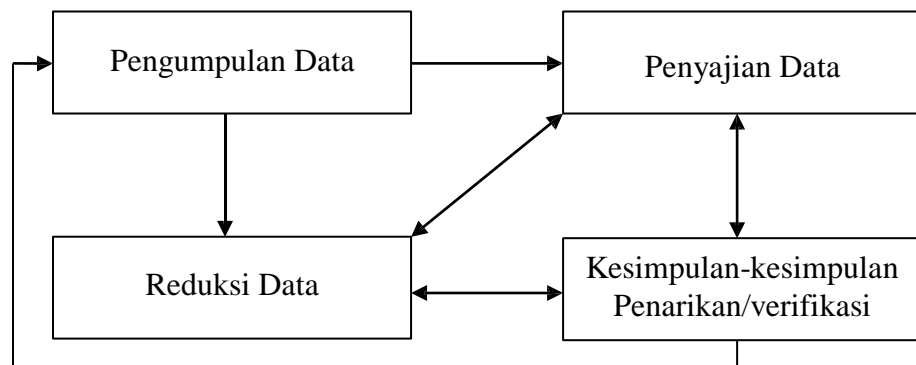 Pengumpulan Data
Penyajian Data
Reduksi Data
Kesimpulan-kesimpulan
Penarikan/verifikasi